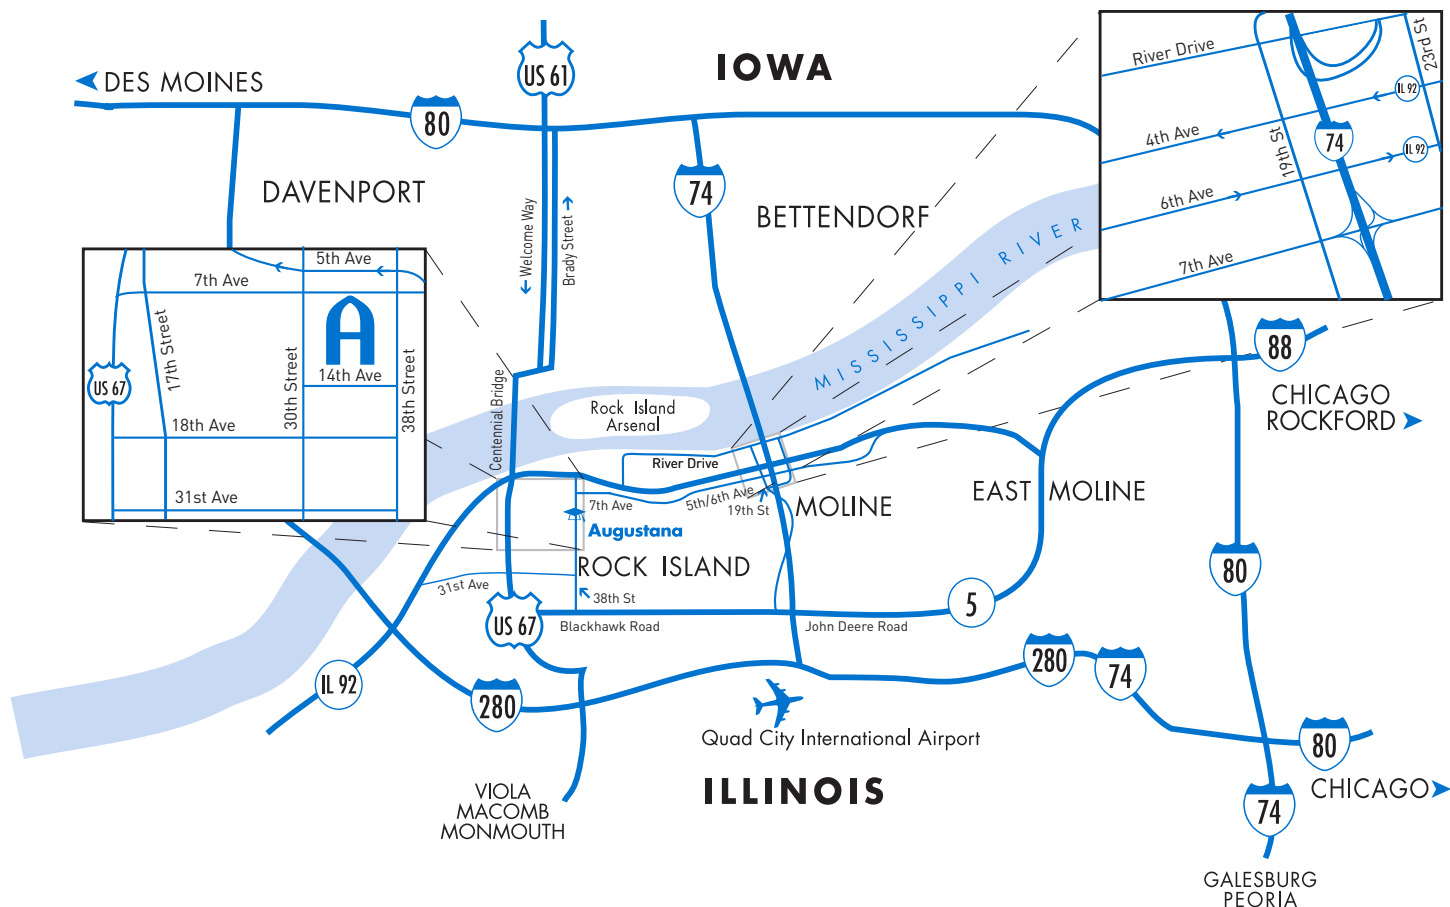 IOWA
US 61
DES MOINES
80
DAVENPORT
74
BETTENDORF
Welcome Way
Brady Street
MISSISSIPPI RIVER
River Drive
23rd St
IL 92
4th Ave
19th St
74
IL 92
6th Ave
7th Ave
5th Ave
7th Ave
17th Street
30th Street
38th Street
US 67
14th Ave
18th Ave
31st Ave
Centennial Bridge
Rock Island
Arsenal
River Drive
7th Ave
5th/6th Ave
19th St
MOLINE
EAST MOLINE
Augustana
ROCK ISLAND
31st Ave
38th St
US 67
Blackhawk Road
John Deere Road
5
88
CHICAGO
ROCKFORD
80
IL 92
280
280
74
Quad City International Airport
80
CHICAGO
ILLINOIS
VIOLA
MACOMB
MONMOUTH
74
GALESBURG
PEORIA